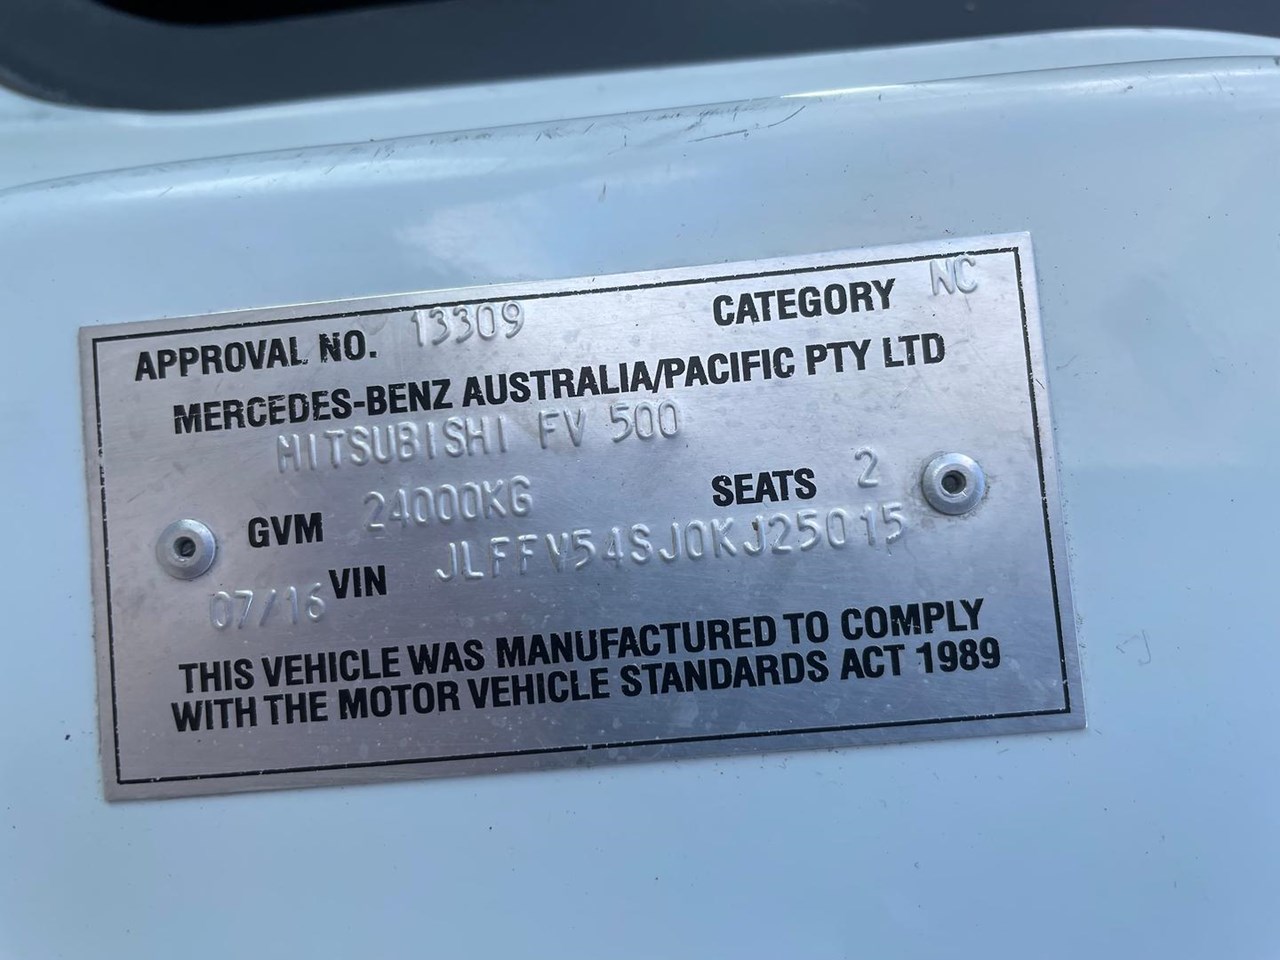 APPROVAL NO. 13309 CATEGORY NC
MERCEDES-BENZ AUSTRALIA/PACIFIC PTY LTD
MITSUBISHI FV 500
GVM 24000KG SEATS 2
07/16 VIN JLFFV54SJ0KJ25015
THIS VEHICLE WAS MANUFACTURED TO COMPLY
WITH THE MOTOR VEHICLE STANDARDS ACT 1989